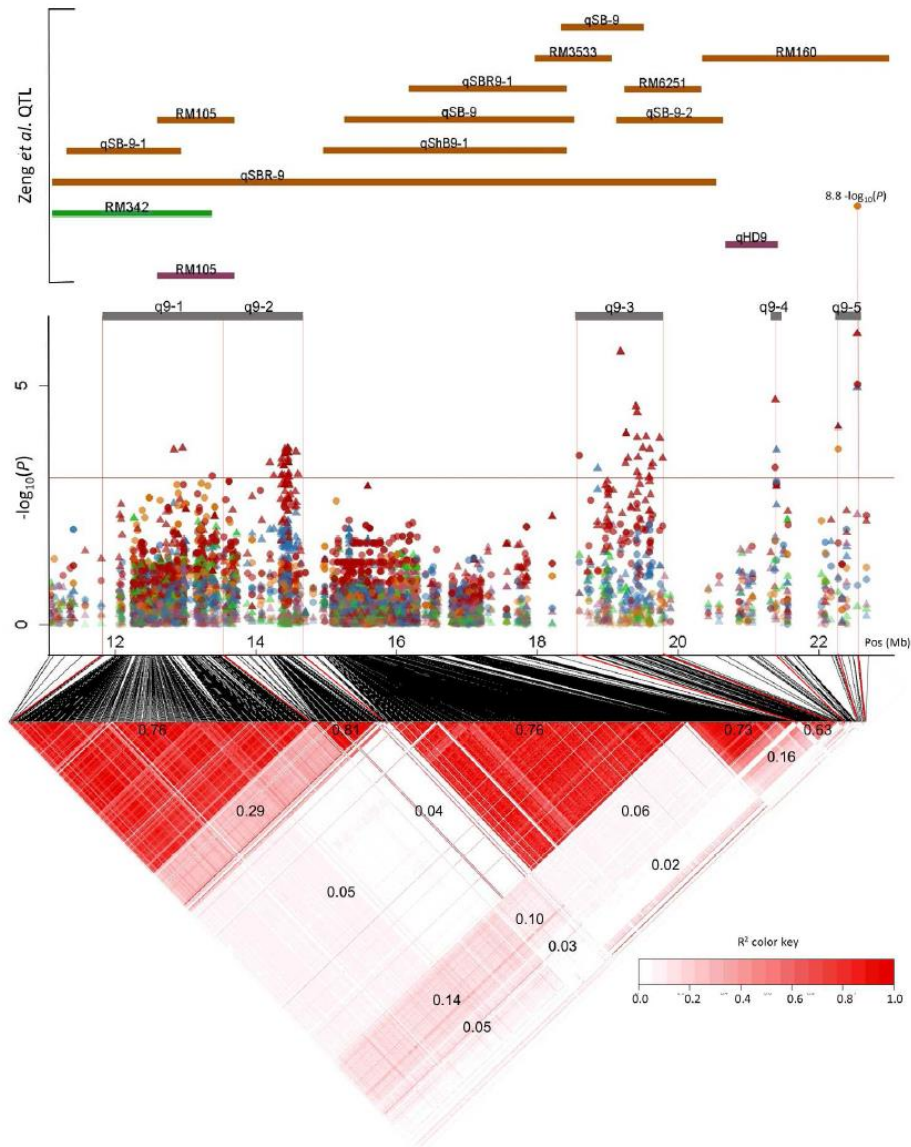 Zeng et al. QTL
qSB-9
RM3533
RM160
qSBR9-1
RM6251
RM105
qSB-9
qSB-9-2
qSB-9-1
qShB9-1
qSBR-9
RM342
8.8 -log10(P)
qHD9
RM105
q9-1
q9-2
q9-3
q9-4
q9-5
5
-log10(P)
0
12
14
16
18
20
22
Pos (Mb)
0.76
0.81
0.76
0.73
0.63
0.16
0.29
0.04
0.06
0.02
0.05
0.10
0.03
0.14
0.05
R² color key
0.0
0.2
0.4
0.6
0.8
1.0